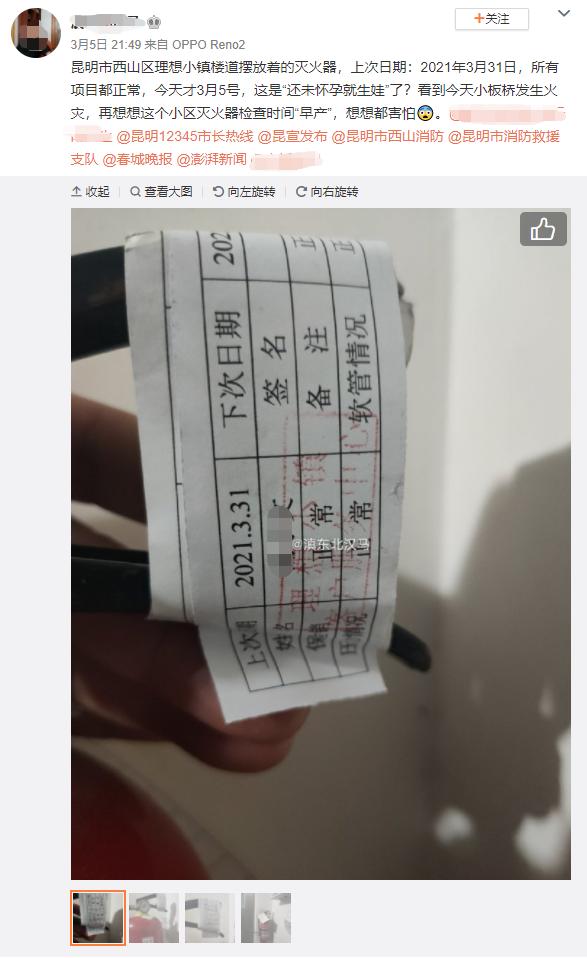 +关注
3月5日 21:49 来自 OPPO Reno2
昆明市西山区理想小镇楼道摆放着的灭火器，上次日期：2021年3月31日，所有
项目都正常，今天才3月5号，这是“还未怀孕就生娃”了？看到今天小板桥发生火
灾，再想想这个小区灭火器检查时间“早产”，想想都害怕😨。
@昆明12345市长热线 @昆宣发布 @昆明市西山消防 @昆明市消防救援
支队 @春城晚报 @澎湃新闻
收起 查看大图 向左旋转 向右旋转
上次 2021.3.31 下次日期 202
姓名 签名
正常 备注 正
正常 软管情况 正
@滇东北汉马